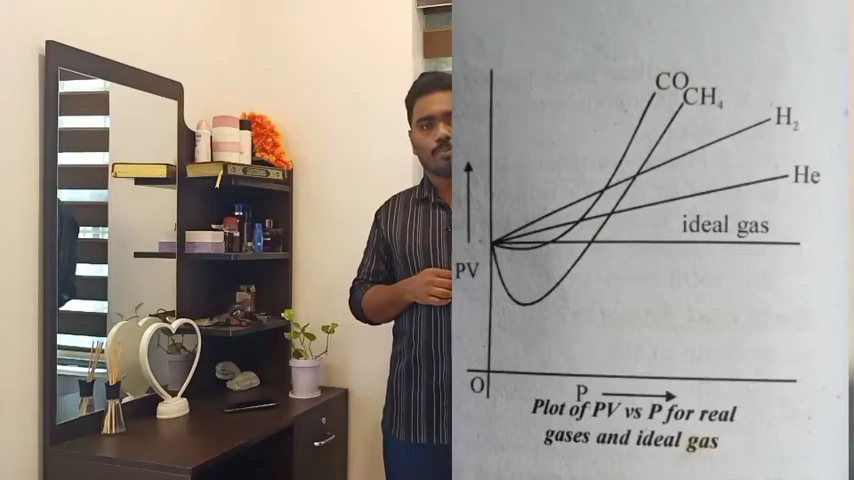 CO
CH₄
H₂
He
ideal gas
PV
O
P
Plot of PV vs P for real
gases and ideal gas